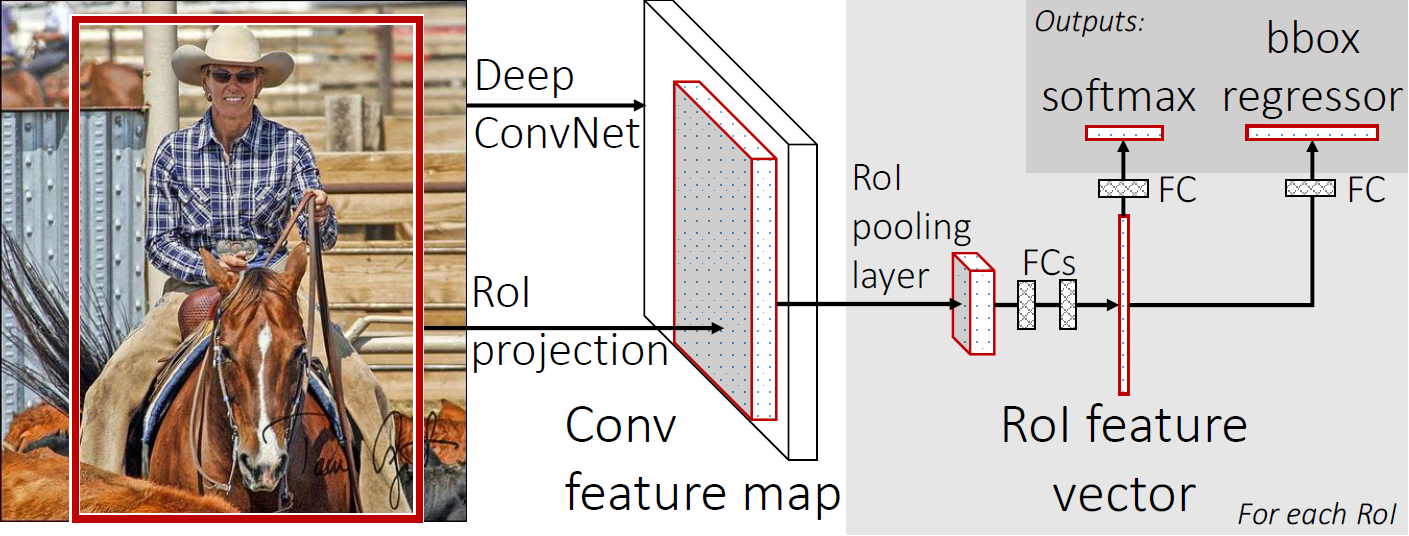 Deep
ConvNet
RoI
projection
Conv
feature map
RoI
pooling
layer
FCs
RoI feature
vector
For each RoI
Outputs:
softmax
bbox
regressor
FC
FC